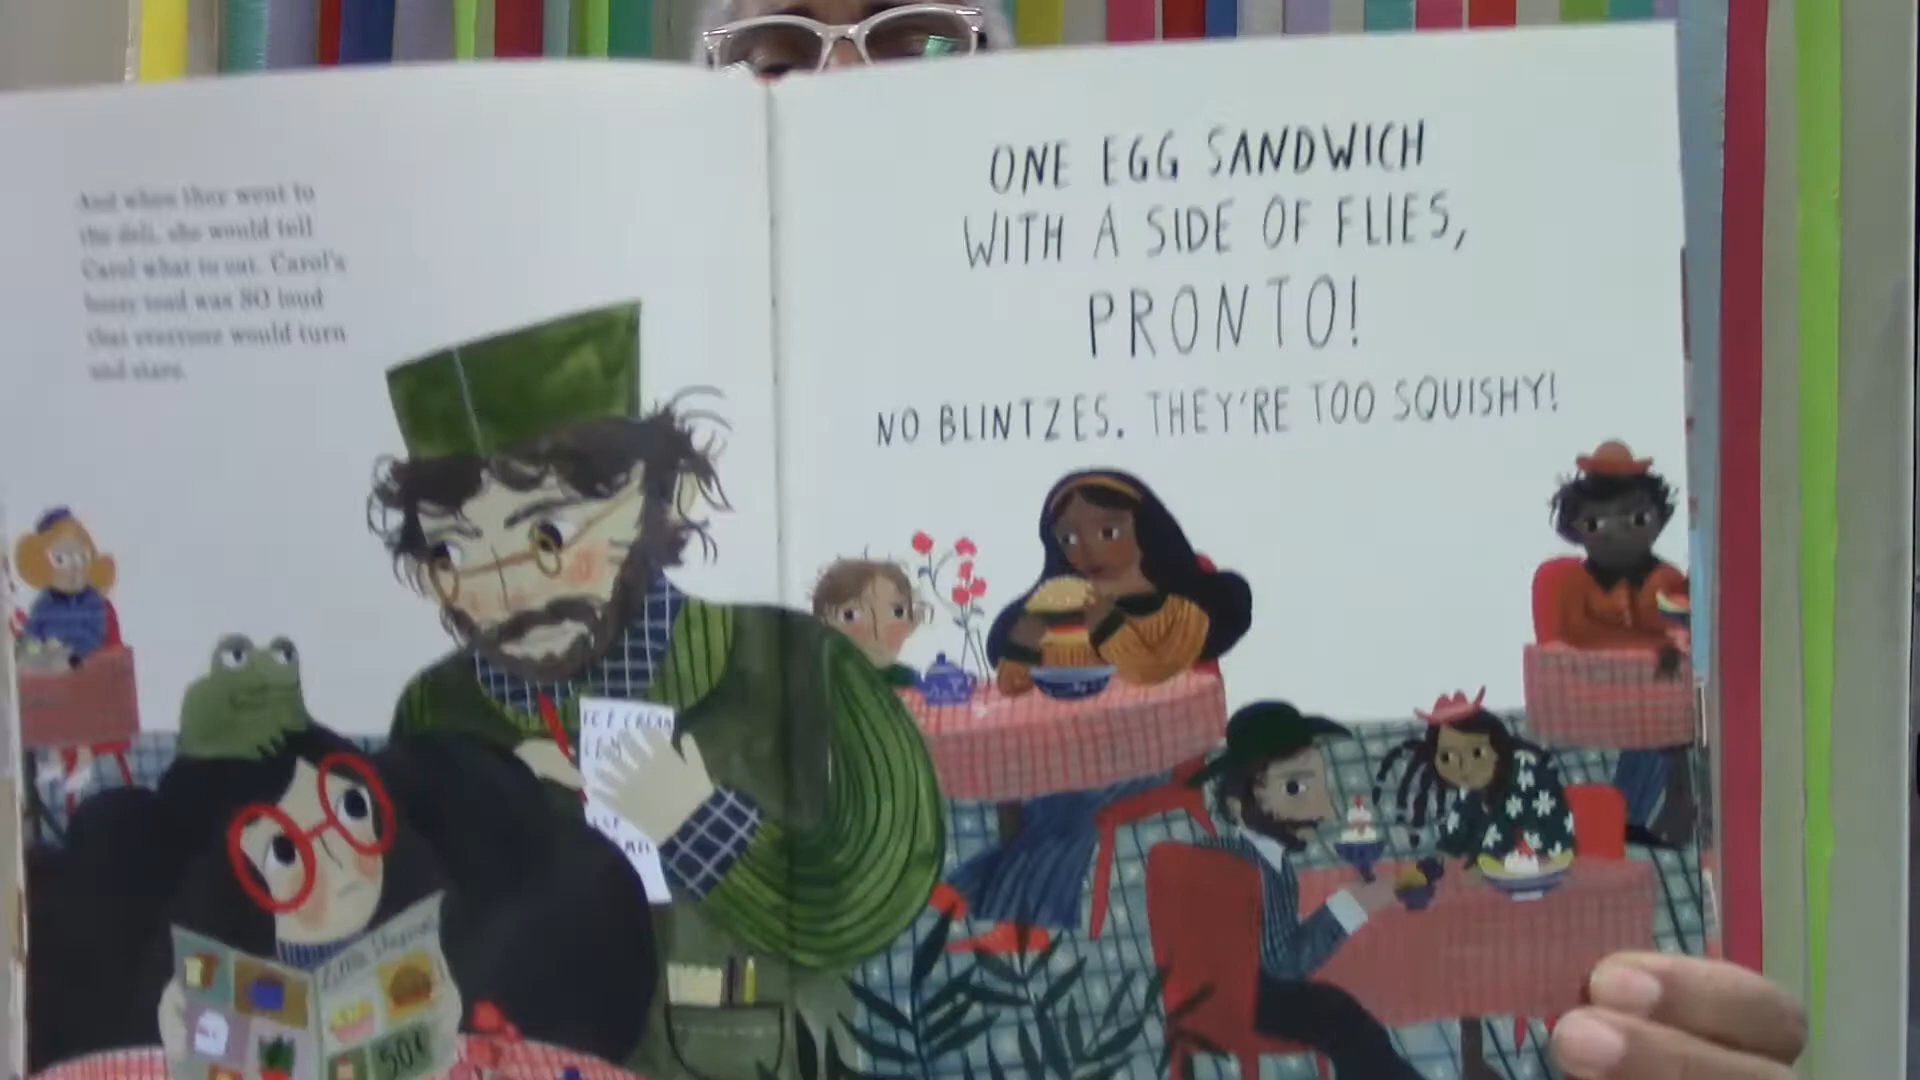 And when they went to
the deli, she would tell
Carol what to eat. Carol's
bossy toad was SO loud
that everyone would turn
and stare.
ONE EGG SANDWICH
WITH A SIDE OF FLIES,
PRONTO!
NO BLINTZES. THEY'RE TOO SQUISHY!
ICE CREAM
50¢